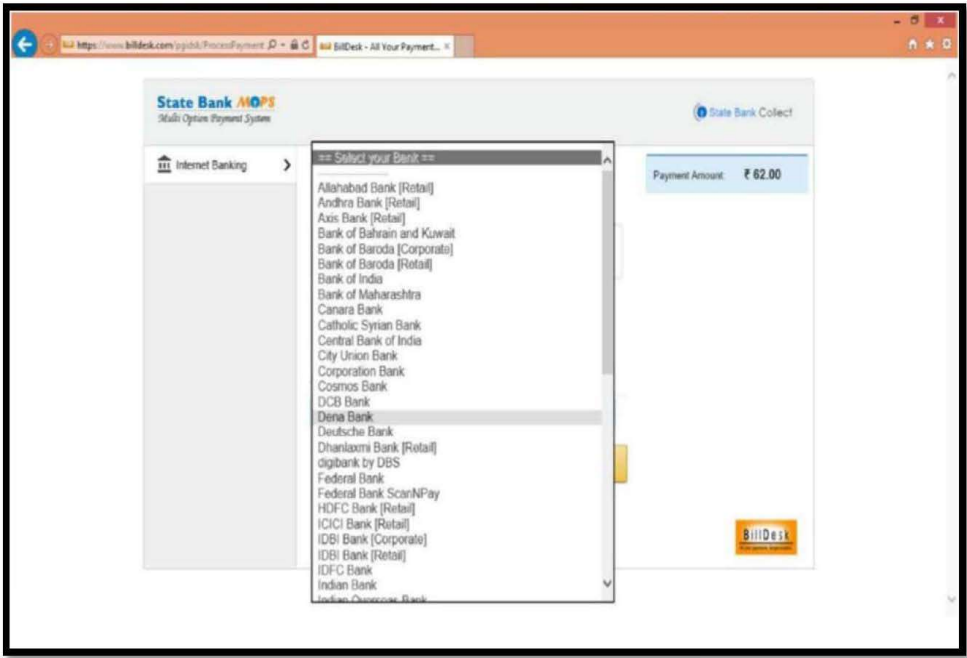 https://www.billdesk.com/pgidsk/ProcessPayment
BillDesk - All Your Payment...
State Bank MOPS
Multi Option Payment System
State Bank Collect
Internet Banking
== Select your Bank ==
Payment Amount: ₹ 62.00
Allahabad Bank [Retail]
Andhra Bank [Retail]
Axis Bank [Retail]
Bank of Bahrain and Kuwait
Bank of Baroda [Corporate]
Bank of Baroda [Retail]
Bank of India
Bank of Maharashtra
Canara Bank
Catholic Syrian Bank
Central Bank of India
City Union Bank
Corporation Bank
Cosmos Bank
DCB Bank
Dena Bank
Deutsche Bank
Dhanlaxmi Bank [Retail]
digibank by DBS
Federal Bank
Federal Bank ScanNPay
HDFC Bank [Retail]
ICICI Bank [Retail]
IDBI Bank [Corporate]
IDBI Bank [Retail]
IDFC Bank
Indian Bank
Indian Overseas Bank
BillDesk